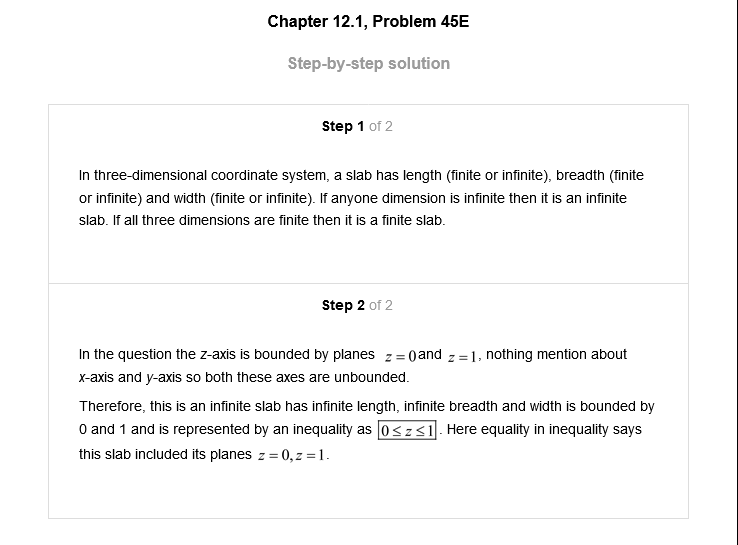 Chapter 12.1, Problem 45E
Step-by-step solution
Step 1 of 2
In three-dimensional coordinate system, a slab has length (finite or infinite), breadth (finite
or infinite) and width (finite or infinite). If anyone dimension is infinite then it is an infinite
slab. If all three dimensions are finite then it is a finite slab.
Step 2 of 2
In the question the z-axis is bounded by planes z = 0 and z = 1, nothing mention about
x-axis and y-axis so both these axes are unbounded.
Therefore, this is an infinite slab has infinite length, infinite breadth and width is bounded by
0 and 1 and is represented by an inequality as 0 ≤ z ≤ 1. Here equality in inequality says
this slab included its planes z = 0, z = 1.